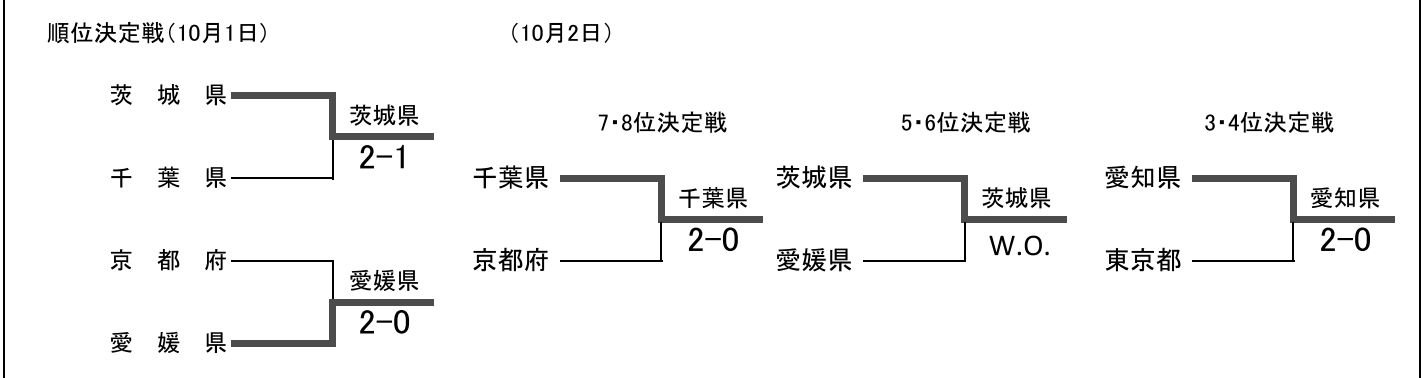 順位決定戦(10月1日)
茨 城 県
茨城県
2-1
千 葉 県
京 都 府
愛媛県
2-0
愛 媛 県
(10月2日)
7・8位決定戦
千葉県
千葉県
2-0
京都府
5・6位決定戦
茨城県
茨城県
W.O.
愛媛県
3・4位決定戦
愛知県
愛知県
2-0
東京都